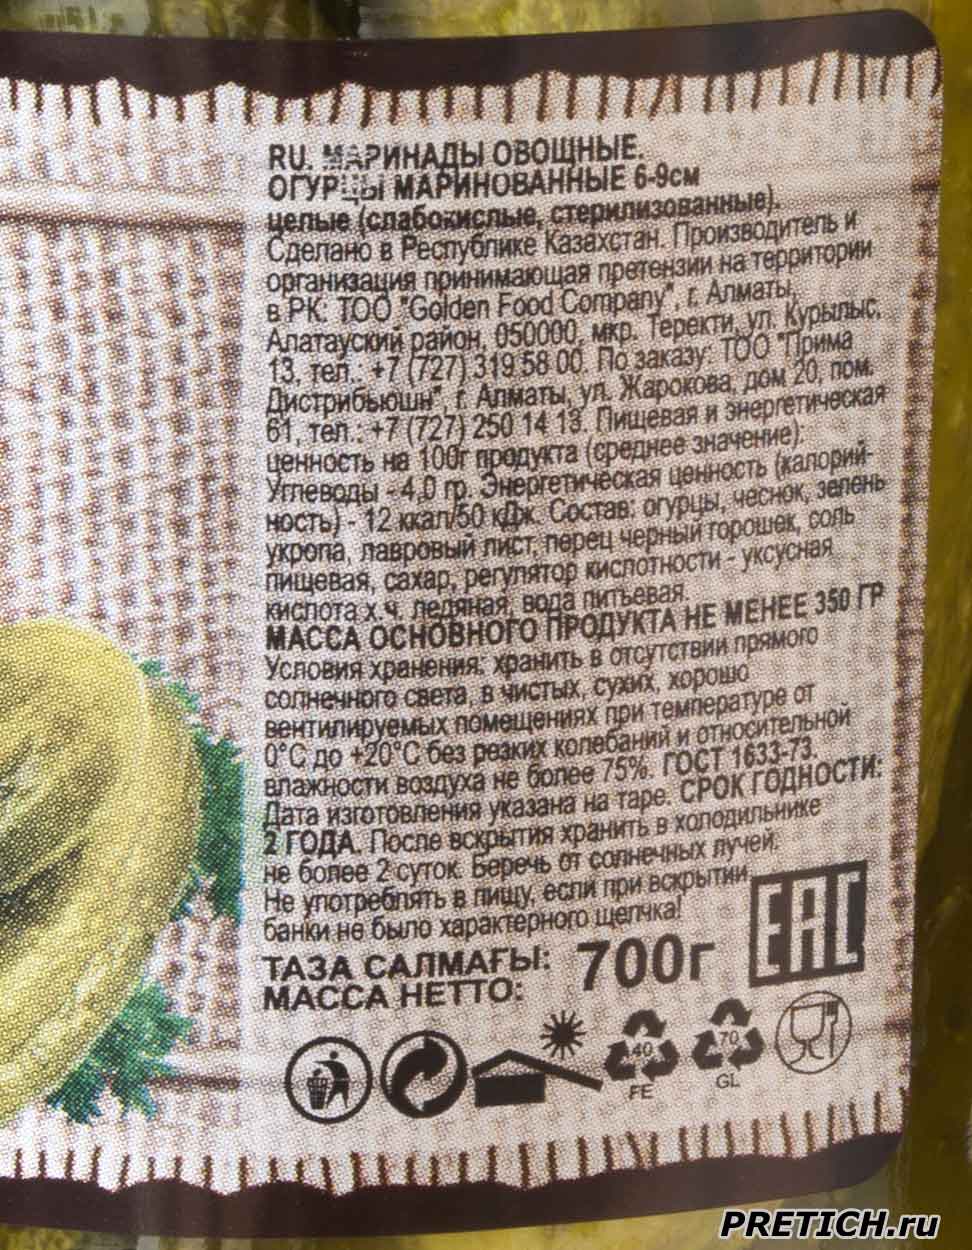 RU. МАРИНАДЫ ОВОЩНЫЕ.
ОГУРЦЫ МАРИНОВАННЫЕ 6-9см
целые (слабокислые, стерилизованные).
Сделано в Республике Казахстан. Производитель и
организация принимающая претензии на территории
в РК: ТОО "Golden Food Company", г. Алматы,
Алатауский район, 050000, мкр. Теректи, ул. Курылыс,
13, тел.: +7 (727) 319 58 00. По заказу: ТОО "Прима
Дистрибьюшн", г. Алматы, ул. Жарокова, дом 20, пом.
61, тел.: +7 (727) 250 14 13. Пищевая и энергетическая
ценность на 100г продукта (среднее значение):
Углеводы - 4,0 гр. Энергетическая ценность (калорий-
ность) - 12 ккал/50 кДж. Состав: огурцы, чеснок, зелень
укропа, лавровый лист, перец черный горошек, соль
пищевая, сахар, регулятор кислотности - уксусная
кислота х.ч. ледяная, вода питьевая.
МАССА ОСНОВНОГО ПРОДУКТА НЕ МЕНЕЕ 350 ГР
Условия хранения: хранить в отсутствии прямого
солнечного света, в чистых, сухих, хорошо
вентилируемых помещениях при температуре от
0°С до +20°С без резких колебаний и относительной
влажности воздуха не более 75%. ГОСТ 1633-73.
Дата изготовления указана на таре. СРОК ГОДНОСТИ:
2 ГОДА. После вскрытия хранить в холодильнике
не более 2 суток. Беречь от солнечных лучей.
Не употреблять в пищу, если при вскрытии
банки не было характерного щелчка!
EAC
ТАЗА САЛМАҒЫ: 700г
МАССА НЕТТО:
40 70
FE GL
PRETICH.ru